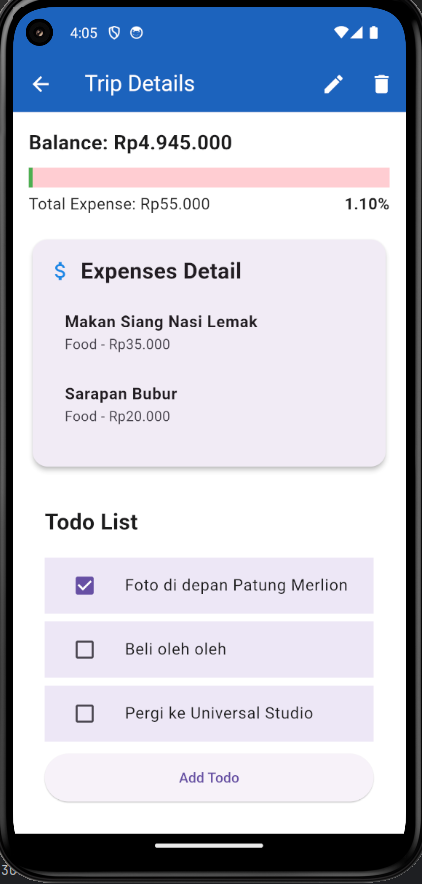 4:05
Trip Details
Balance: Rp4.945.000
Total Expense: Rp55.000 1.10%
$ Expenses Detail
Makan Siang Nasi Lemak
Food - Rp35.000
Sarapan Bubur
Food - Rp20.000
Todo List
Foto di depan Patung Merlion
Beli oleh oleh
Pergi ke Universal Studio
Add Todo